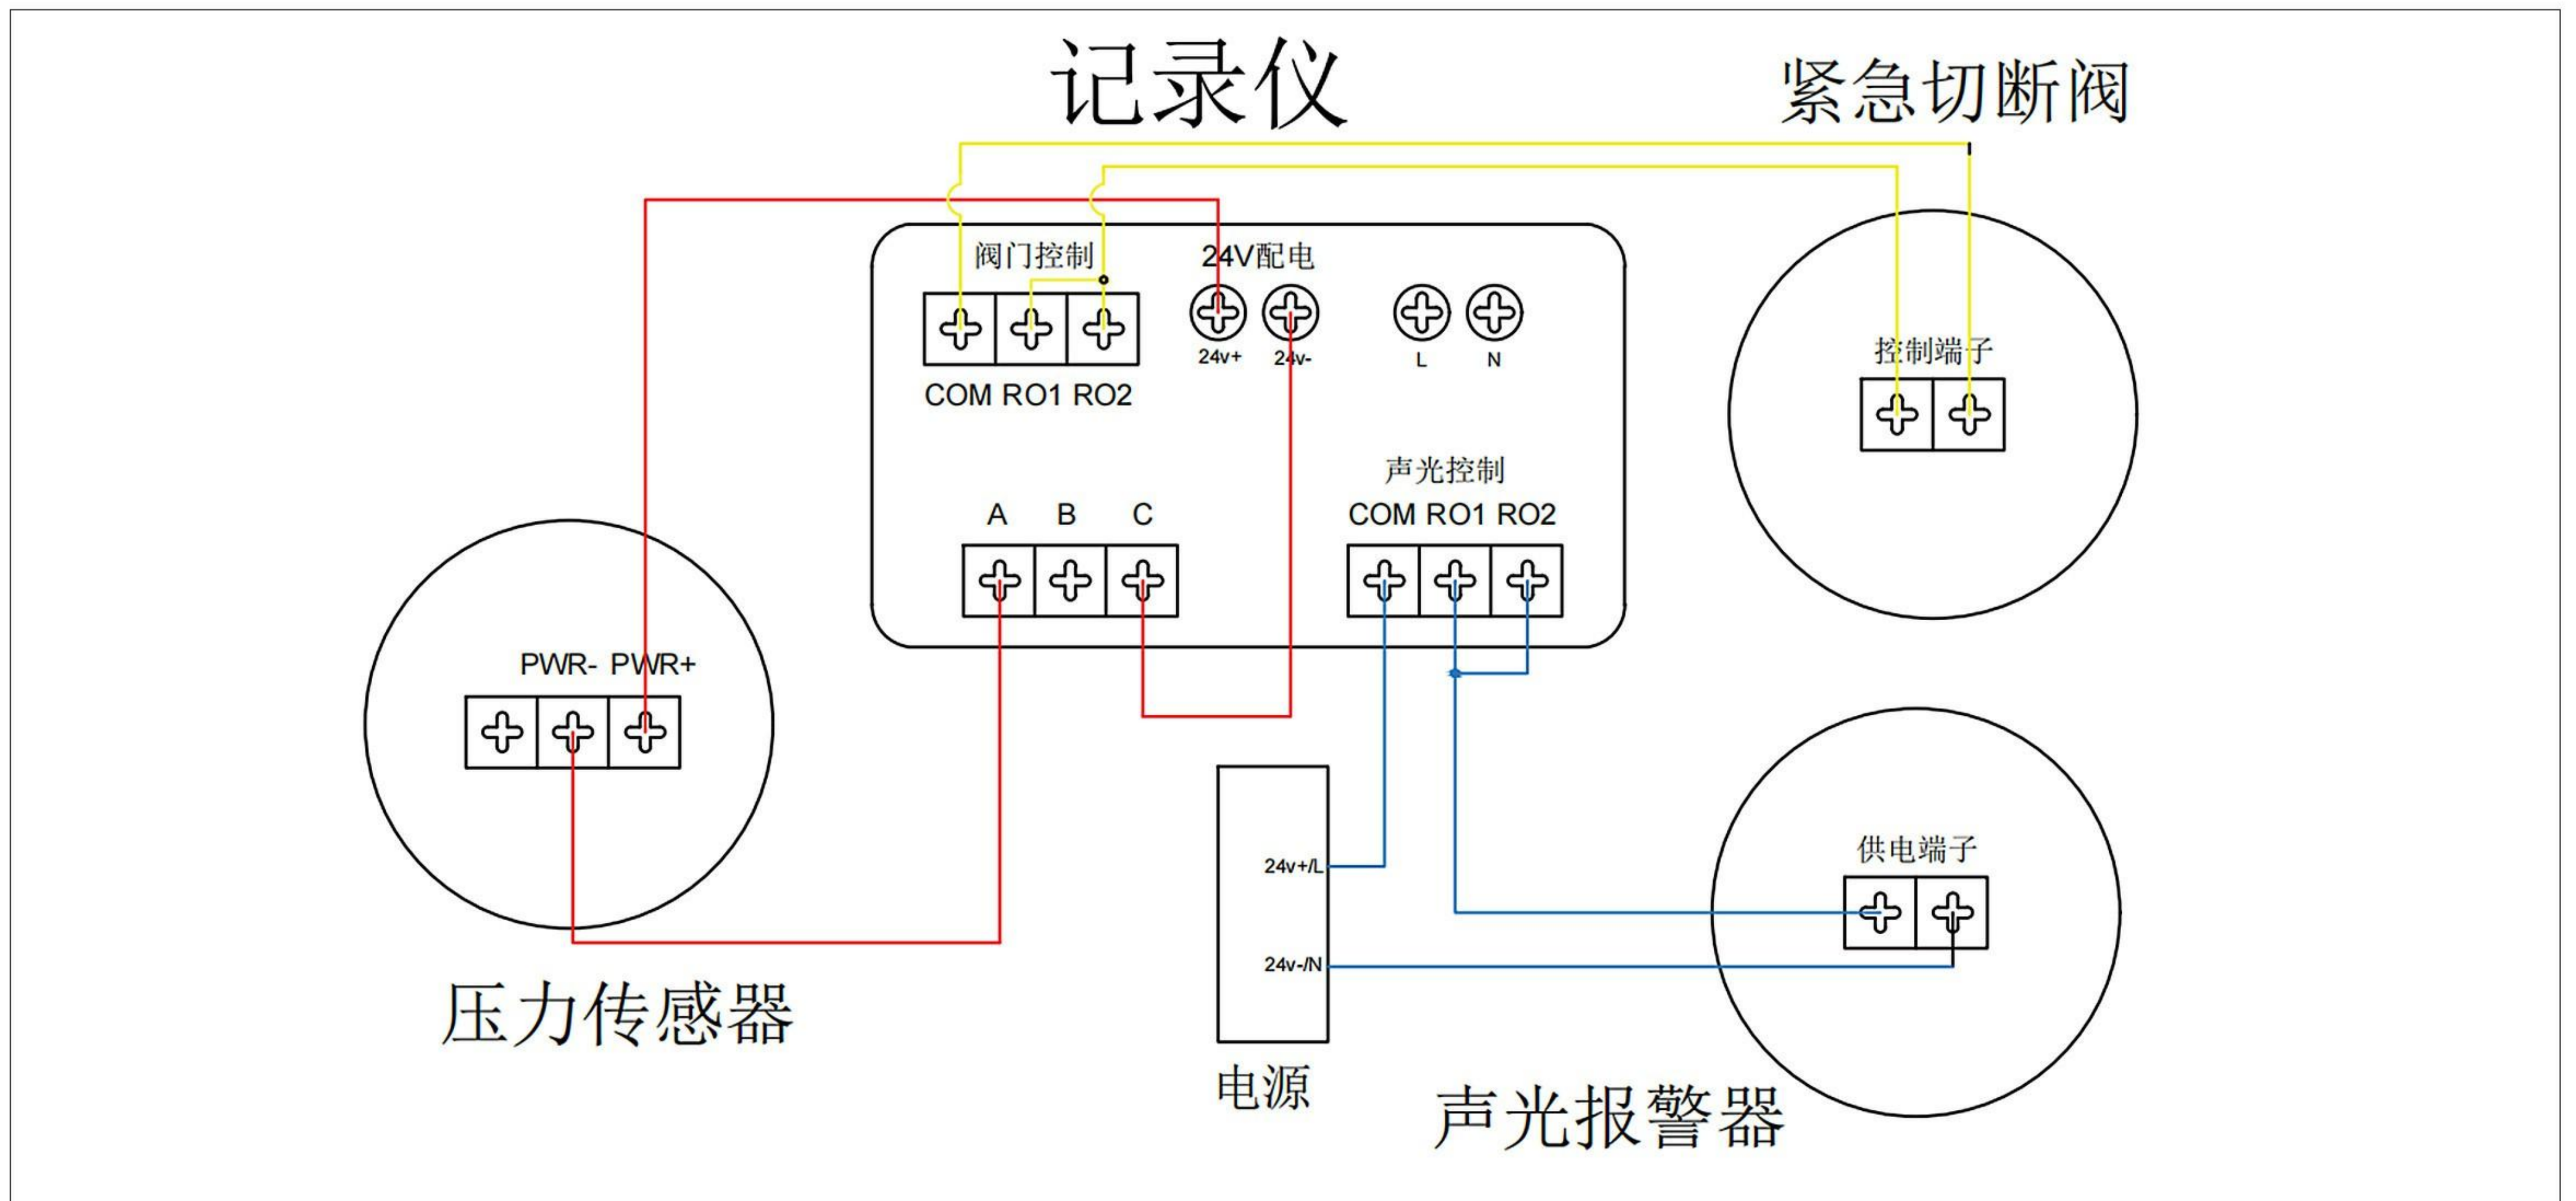 记录仪
紧急切断阀
阀门控制
24V配电
24v+
24v-
L
N
COM RO1 RO2
控制端子
声光控制
A
B
C
COM RO1 RO2
PWR- PWR+
供电端子
24v+/L
24v-/N
压力传感器
电源
声光报警器